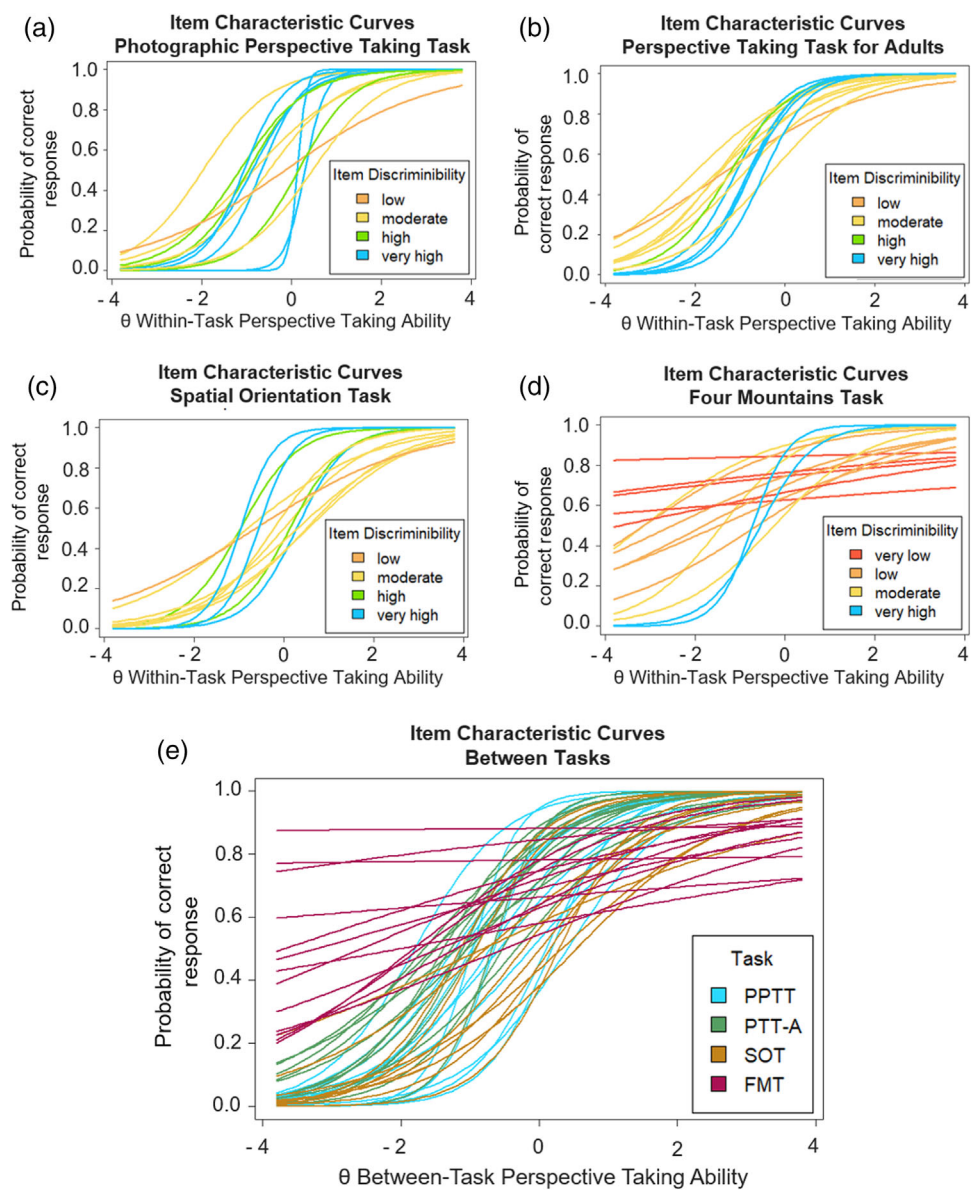 (a)
Item Characteristic Curves
Photographic Perspective Taking Task
Probability of correct
response
1.0
0.8
0.6
0.4
0.2
0.0
Item Discriminibility
low
moderate
high
very high
- 4
- 2
0
2
4
θ Within-Task Perspective Taking Ability
(b)
Item Characteristic Curves
Perspective Taking Task for Adults
Probability of
correct response
1.0
0.8
0.6
0.4
0.2
0.0
Item Discriminibility
low
moderate
high
very high
- 4
- 2
0
2
4
θ Within-Task Perspective Taking Ability
(c)
Item Characteristic Curves
Spatial Orientation Task
Probability of correct
response
1.0
0.8
0.6
0.4
0.2
0.0
Item Discriminibility
low
moderate
high
very high
- 4
- 2
0
2
4
θ Within-Task Perspective Taking Ability
(d)
Item Characteristic Curves
Four Mountains Task
Probability of
correct response
1.0
0.8
0.6
0.4
0.2
0.0
Item Discriminibility
very low
low
moderate
very high
- 4
- 2
0
2
4
θ Within-Task Perspective Taking Ability
(e)
Item Characteristic Curves
Between Tasks
Probability of correct
response
1.0
0.8
0.6
0.4
0.2
0.0
Task
PPTT
PTT-A
SOT
FMT
- 4
- 2
0
2
4
θ Between-Task Perspective Taking Ability